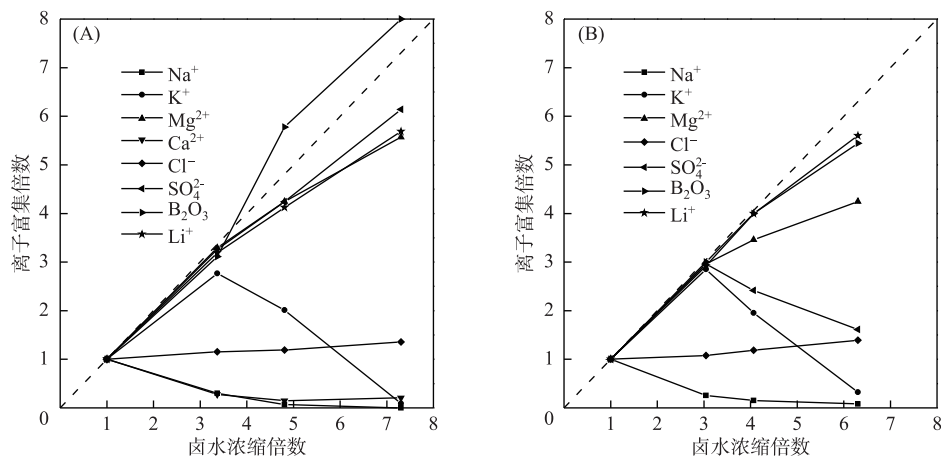 (A)
Na⁺
K⁺
Mg²⁺
Ca²⁺
Cl⁻
SO₄²⁻
B₂O₃
Li⁺
离子富集倍数
8
7
6
5
4
3
2
1
0
1 2 3 4 5 6 7 8
卤水浓缩倍数
(B)
Na⁺
K⁺
Mg²⁺
Cl⁻
SO₄²⁻
B₂O₃
Li⁺
离子富集倍数
8
7
6
5
4
3
2
1
0
1 2 3 4 5 6 7 8
卤水浓缩倍数